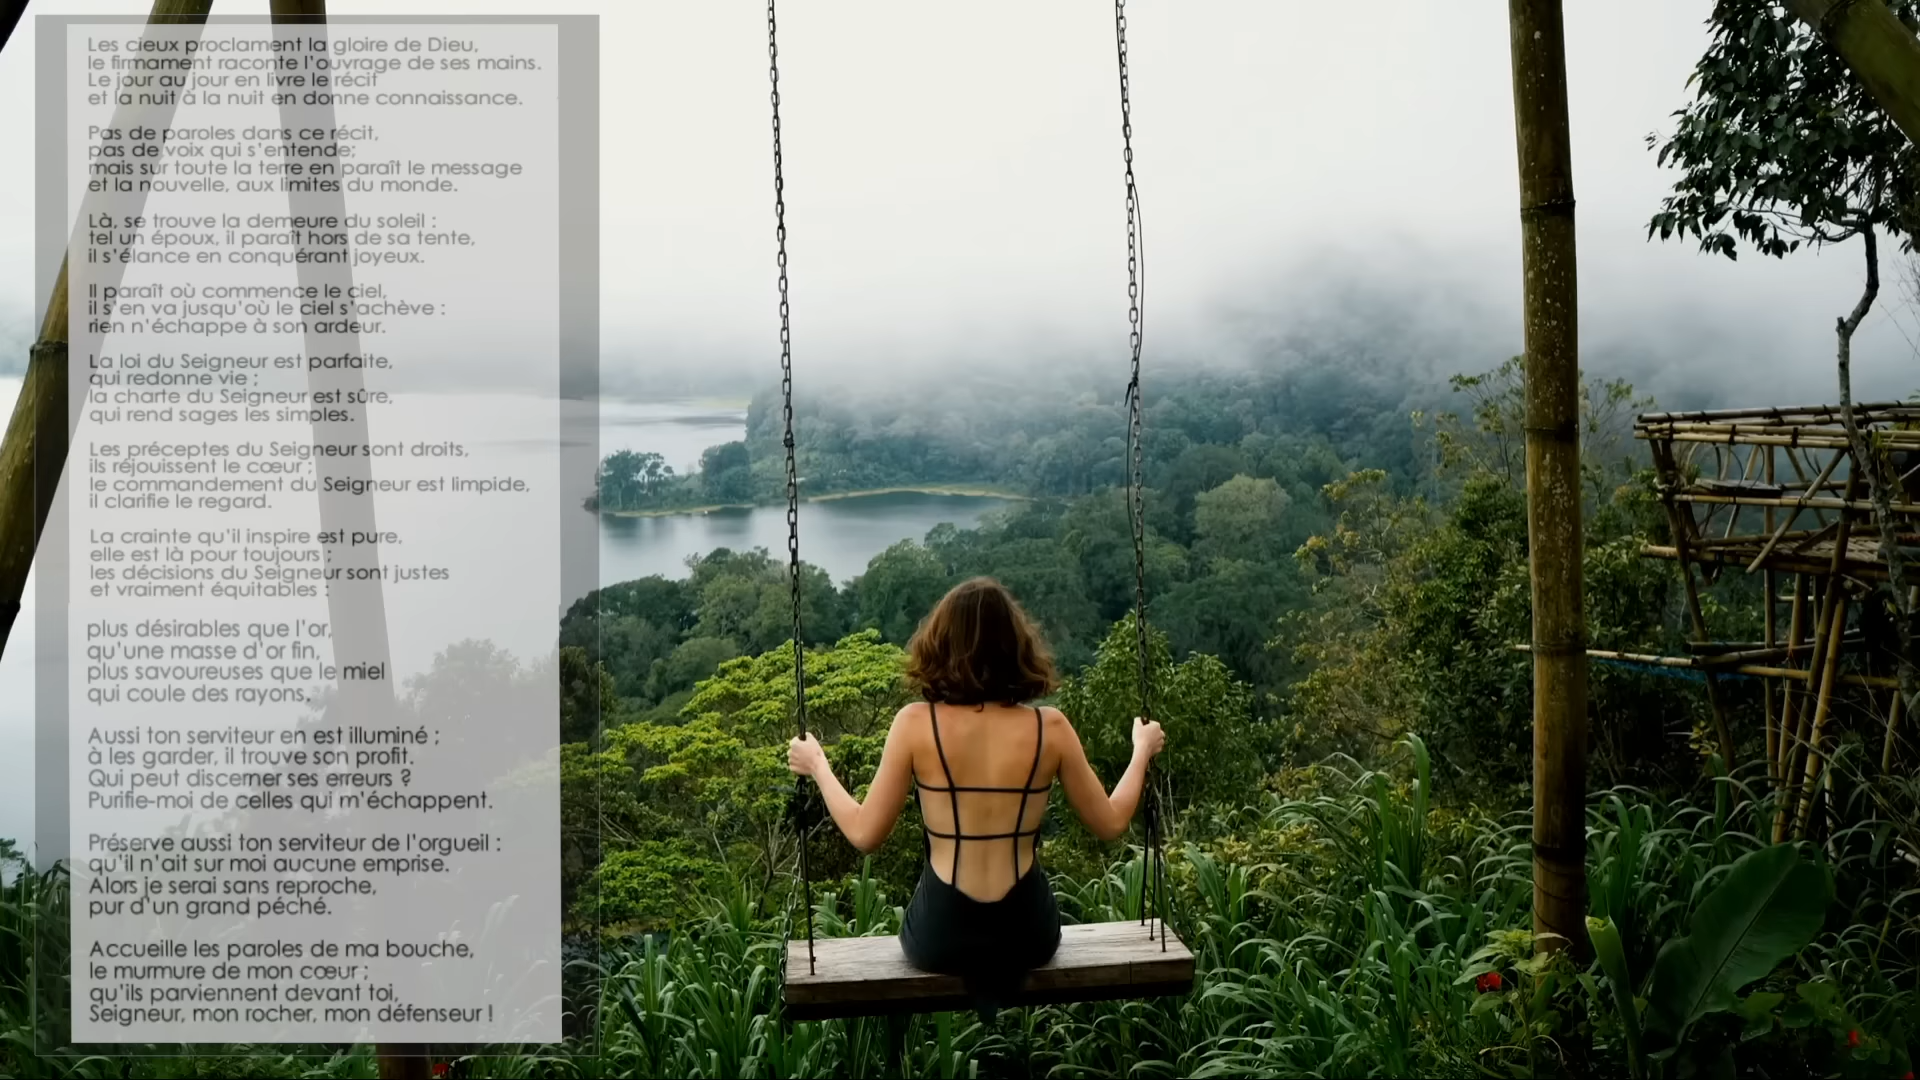 Les cieux proclament la gloire de Dieu,
le firmament raconte l'ouvrage de ses mains.
Le jour au jour en livre le récit
et la nuit à la nuit en donne connaissance.
Pas de paroles dans ce récit,
pas de voix qui s'entende;
mais sur toute la terre en paraît le message
et la nouvelle, aux limites du monde.
Là, se trouve la demeure du soleil :
tel un époux, il paraît hors de sa tente,
il s'élance en conquérant joyeux.
Il paraît où commence le ciel,
il s'en va jusqu'où le ciel s'achève :
rien n'échappe à son ardeur.
La loi du Seigneur est parfaite,
qui redonne vie ;
la charte du Seigneur est sûre,
qui rend sages les simples.
Les préceptes du Seigneur sont droits,
ils réjouissent le cœur ;
le commandement du Seigneur est limpide,
il clarifie le regard.
La crainte qu'il inspire est pure,
elle est là pour toujours ;
les décisions du Seigneur sont justes
et vraiment équitables :
plus désirables que l'or,
qu'une masse d'or fin,
plus savoureuses que le miel
qui coule des rayons.
Aussi ton serviteur en est illuminé ;
à les garder, il trouve son profit.
Qui peut discerner ses erreurs ?
Purifie-moi de celles qui m'échappent.
Préserve aussi ton serviteur de l'orgueil :
qu'il n'ait sur moi aucune emprise.
Alors je serai sans reproche,
pur d'un grand péché.
Accueille les paroles de ma bouche,
le murmure de mon cœur ;
qu'ils parviennent devant toi,
Seigneur, mon rocher, mon défenseur !